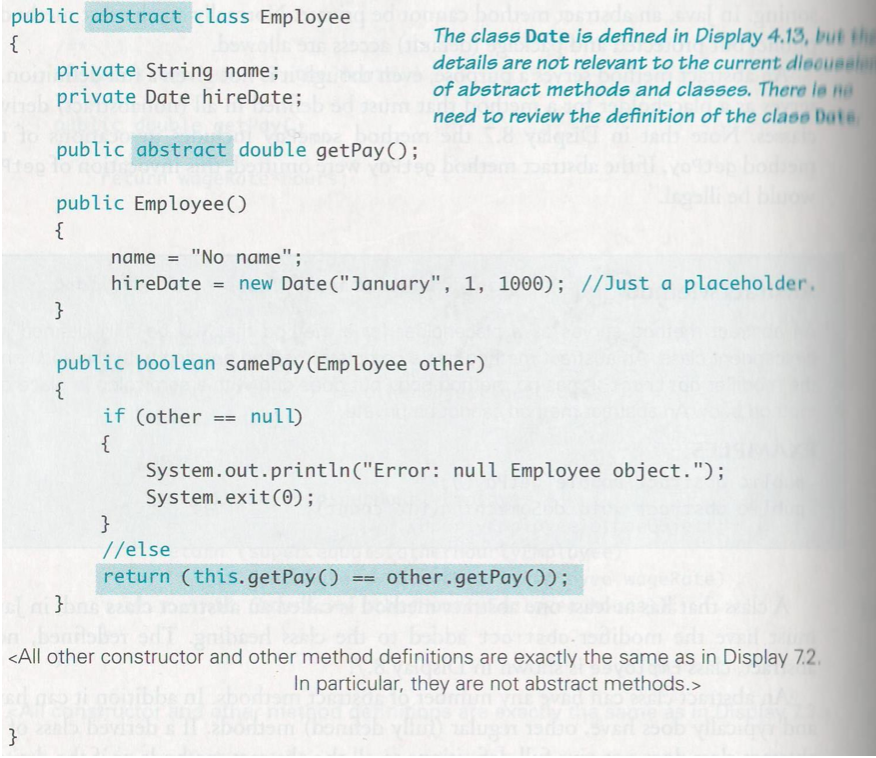 public abstract class Employee
{
The class Date is defined in Display 4.13, but the
details are not relevant to the current discussion
of abstract methods and classes. There is no
need to review the definition of the class Date.
private String name;
private Date hireDate;
public abstract double getPay();
public Employee()
{
name = "No name";
hireDate = new Date("January", 1, 1000); //Just a placeholder.
}
public boolean samePay(Employee other)
{
if (other == null)
{
System.out.println("Error: null Employee object.");
System.exit(0);
}
//else
return (this.getPay() == other.getPay());
}
<All other constructor and other method definitions are exactly the same as in Display 7.2.
In particular, they are not abstract methods.>
}